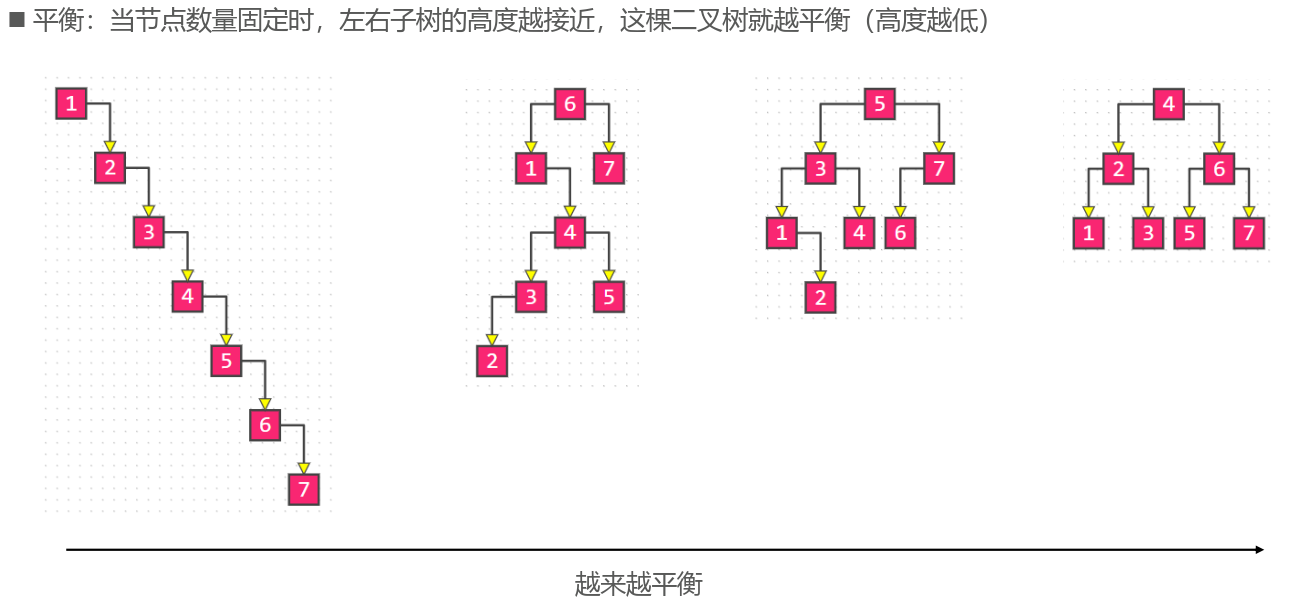 ■ 平衡：当节点数量固定时，左右子树的高度越接近，这棵二叉树就越平衡（高度越低）
1 6 5 4
2 1 7 3 7 2 6
3 4 1 4 6 1 3 5 7
4 3 5 2
5 2
6
7
越来越平衡